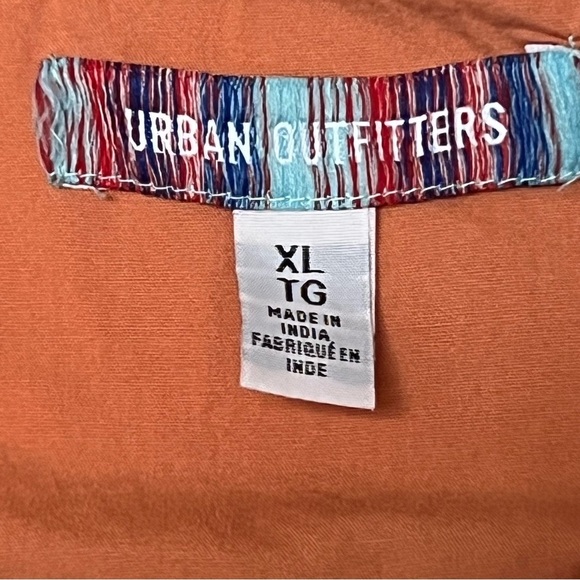 URBAN OUTFITTERS
XL
TG
MADE IN
INDIA
FABRIQUÉ EN
INDE